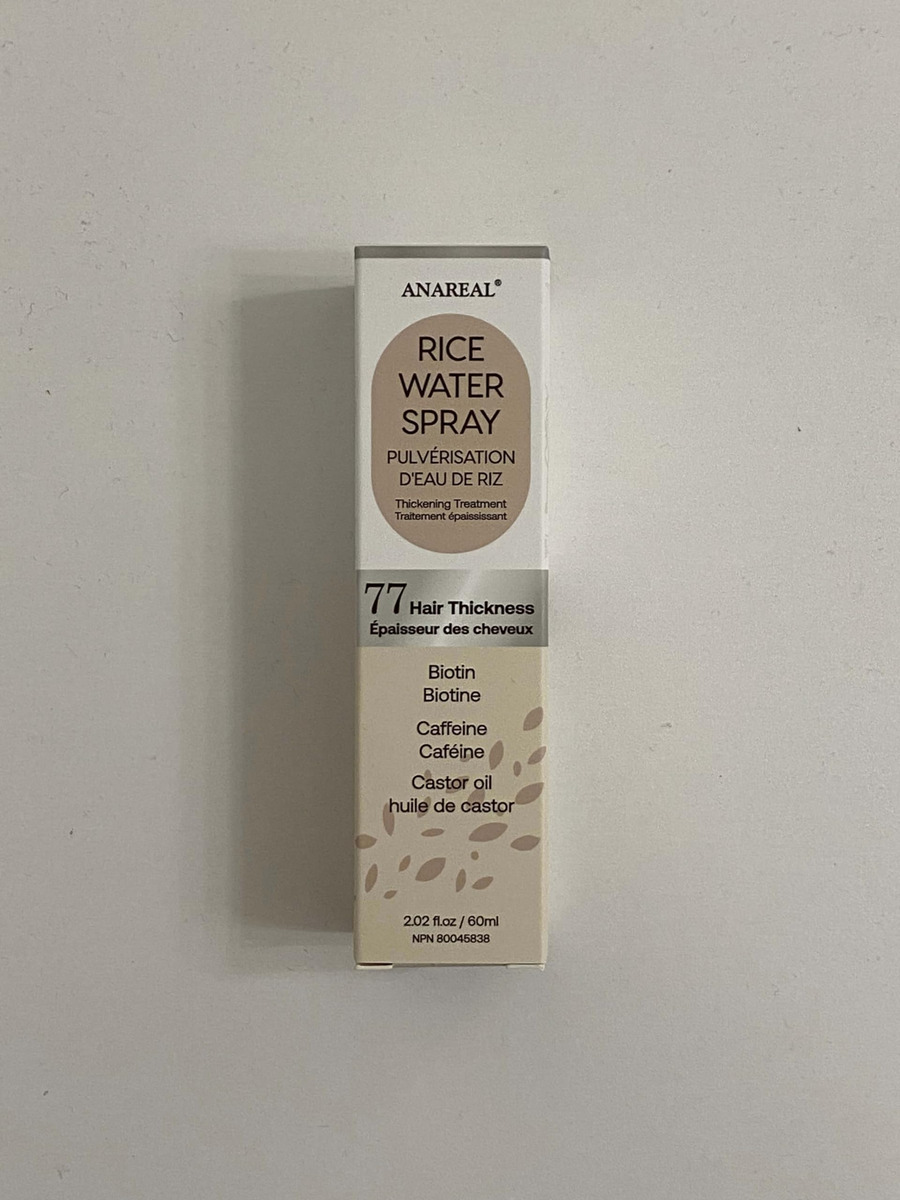 ANAREAL®
RICE
WATER
SPRAY
PULVÉRISATION
D'EAU DE RIZ
Thickening Treatment
Traitement épaississant
77 Hair Thickness
Épaisseur des cheveux
Biotin
Biotine
Caffeine
Caféine
Castor oil
huile de castor
2.02 fl.oz / 60ml
NPN 80045838